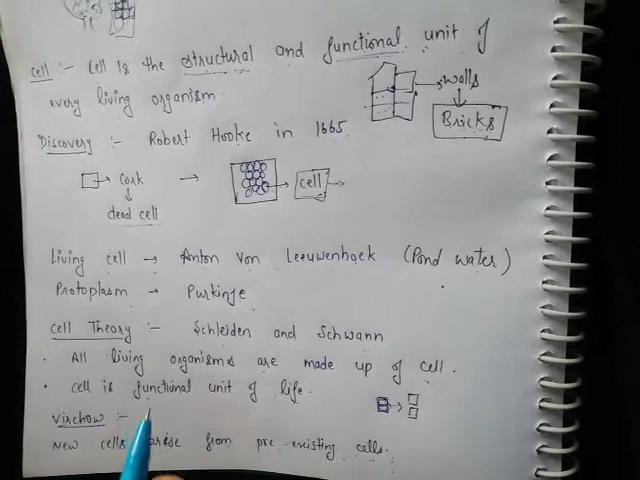 Cell :- Cell is the structural and functional unit of
every living organism.
walls
Bricks
Discovery :- Robert Hooke in 1665.
Cork
cell
dead cell
Living cell → Anton Von Leeuwenhoek (Pond water)
Protoplasm → Purkinje
Cell Theory :- Schleiden and Schwann
. All living organisms are made up of cell.
• cell is functional unit of life.
Virchow :-
New cells arise from pre existing cells.